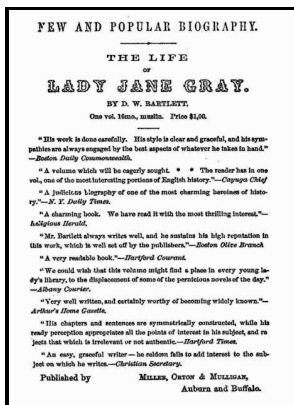 NEW AND POPULAR BIOGRAPHY.
THE LIFE
OF
LADY JANE GRAY.
BY D. W. BARTLETT.
One vol. 16mo., muslin. Price $1,00.
"His work is done carefully. His style is clear and graceful, and his sym-
pathies are always engaged by the best aspects of whatever he takes in hand."
—Boston Daily Commonwealth.
"A volume which will be eagerly sought. * * The reader has in one
vol., one of the most interesting portions of English history."—Cayuga Chief
"A judicious biography of one of the most charming heroines of histo-
ry."—N. Y. Daily Times.
"A charming book. We have read it with the most thrilling interest."—
Religious Herald.
"Mr. Bartlett always writes well, and he sustains his high reputation in
this work, which is well set off by the publishers."—Boston Olive Branch
"A very readable book."—Hartford Courant.
"We could wish that this volume might find a place in every young la-
dy's library, to the displacement of some of the pernicious novels of the day."
—Albany Courier.
"Very well written, and certainly worthy of becoming widely known."—
Arthur's Home Gazette.
"His chapters and sentences are symmetrically constructed, while his
ready perception appropriates all the points of interest in his subject, and re
jects that which is irrelevant or not authentic.—Hartford Times.
"An easy, graceful writer—he seldom fails to add interest to the sub-
ject on which he writes.—Christian Secretary.
Published by MILLER, ORTON & MULLIGAN,
Auburn and Buffalo.